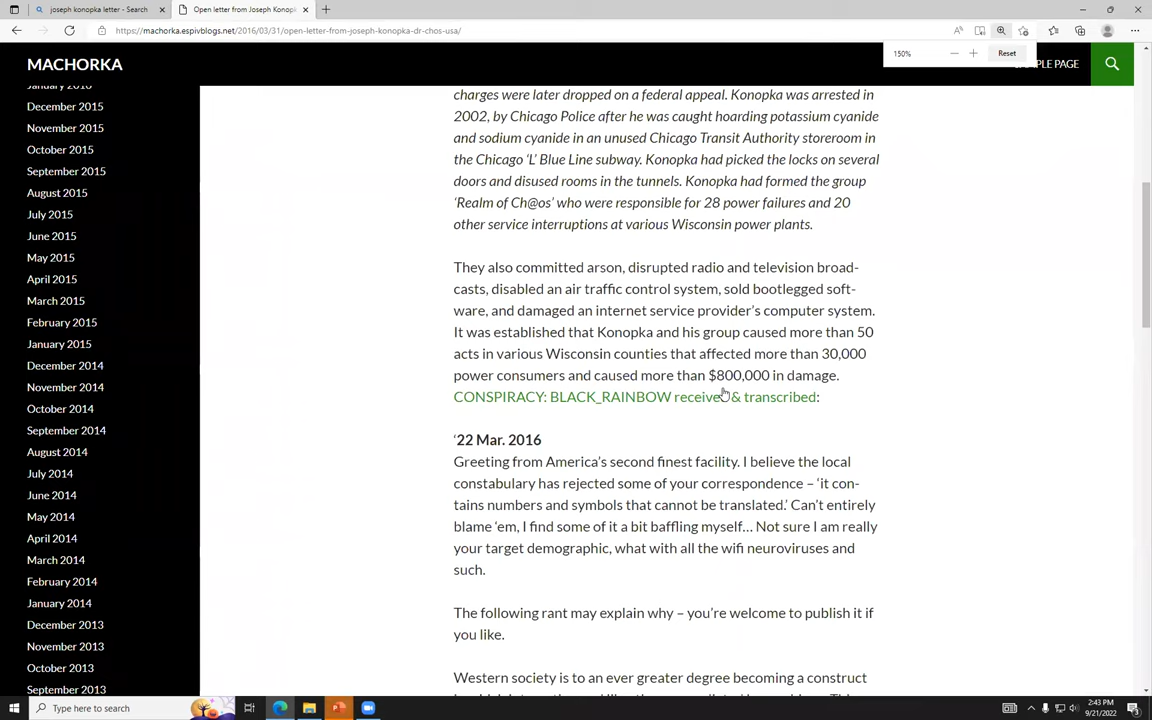 joseph konopka letter - Search
Open letter from Joseph Konopk
https://machorka.espivblogs.net/2016/03/31/open-letter-from-joseph-konopka-dr-chos-usa/
150%
Reset
MACHORKA
PLE PAGE
December 2015
November 2015
October 2015
September 2015
August 2015
July 2015
June 2015
May 2015
April 2015
March 2015
February 2015
January 2015
December 2014
November 2014
October 2014
September 2014
August 2014
July 2014
June 2014
May 2014
April 2014
March 2014
February 2014
January 2014
December 2013
November 2013
October 2013
September 2013
charges were later dropped on a federal appeal. Konopka was arrested in
2002, by Chicago Police after he was caught hoarding potassium cyanide
and sodium cyanide in an unused Chicago Transit Authority storeroom in
the Chicago ‘L’ Blue Line subway. Konopka had picked the locks on several
doors and disused rooms in the tunnels. Konopka had formed the group
‘Realm of Ch@os’ who were responsible for 28 power failures and 20
other service interruptions at various Wisconsin power plants.
They also committed arson, disrupted radio and television broad-
casts, disabled an air traffic control system, sold bootlegged soft-
ware, and damaged an internet service provider’s computer system.
It was established that Konopka and his group caused more than 50
acts in various Wisconsin counties that affected more than 30,000
power consumers and caused more than $800,000 in damage.
CONSPIRACY: BLACK_RAINBOW received & transcribed:
‘22 Mar. 2016
Greeting from America’s second finest facility. I believe the local
constabulary has rejected some of your correspondence – ‘it con-
tains numbers and symbols that cannot be translated.’ Can’t entirely
blame ‘em, I find some of it a bit baffling myself… Not sure I am really
your target demographic, what with all the wifi neuroviruses and
such.
The following rant may explain why – you’re welcome to publish it if
you like.
Western society is to an ever greater degree becoming a construct
Type here to search
2:43 PM
9/21/2022